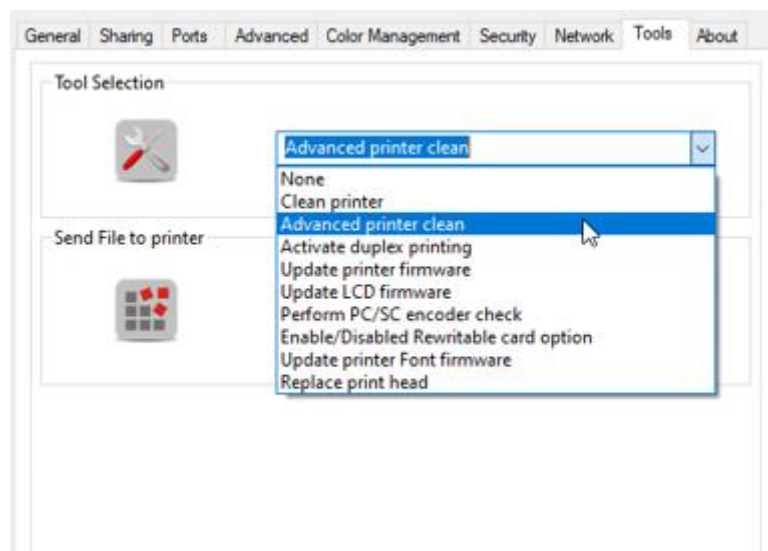 General Sharing Ports Advanced Color Management Security Network Tools About
Tool Selection
Advanced printer clean
None
Clean printer
Advanced printer clean
Activate duplex printing
Update printer firmware
Update LCD firmware
Perform PC/SC encoder check
Enable/Disabled Rewritable card option
Update printer Font firmware
Replace print head
Send File to printer